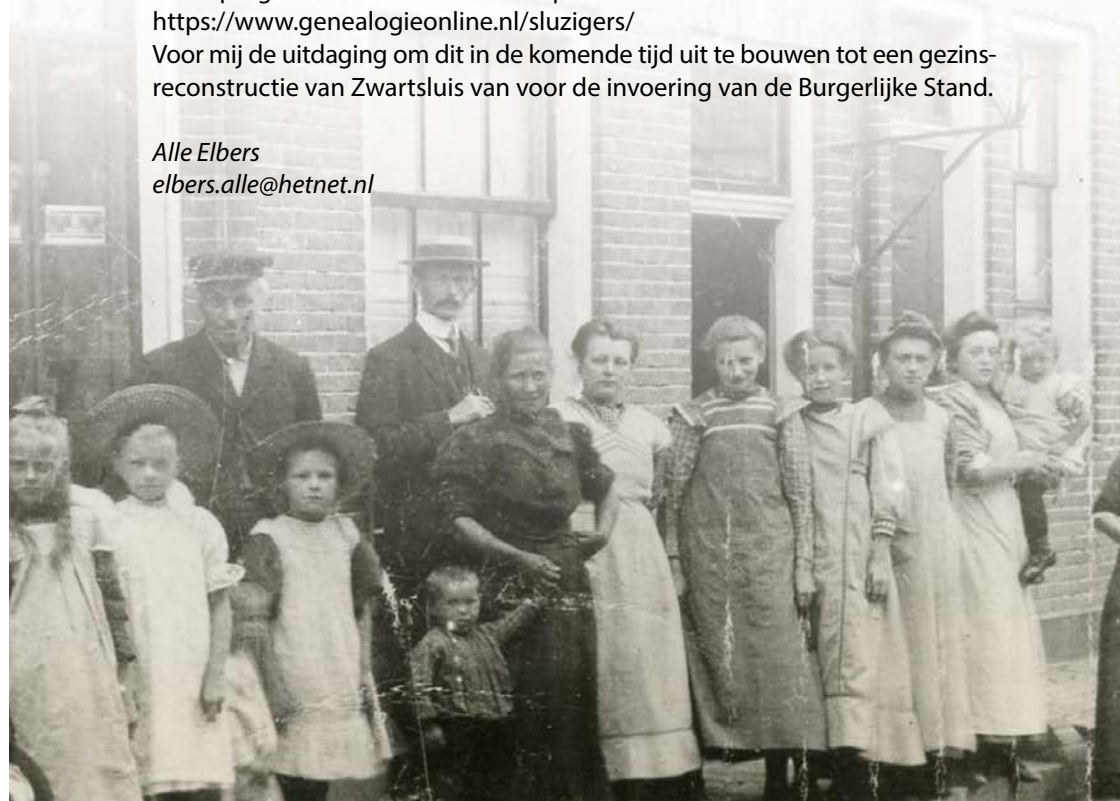 https://www.genealogieonline.nl/sluzigers/
Voor mij de uitdaging om dit in de komende tijd uit te bouwen tot een gezins-
reconstructie van Zwartsluis van voor de invoering van de Burgerlijke Stand.
Alle Elbers
elbers.alle@hetnet.nl